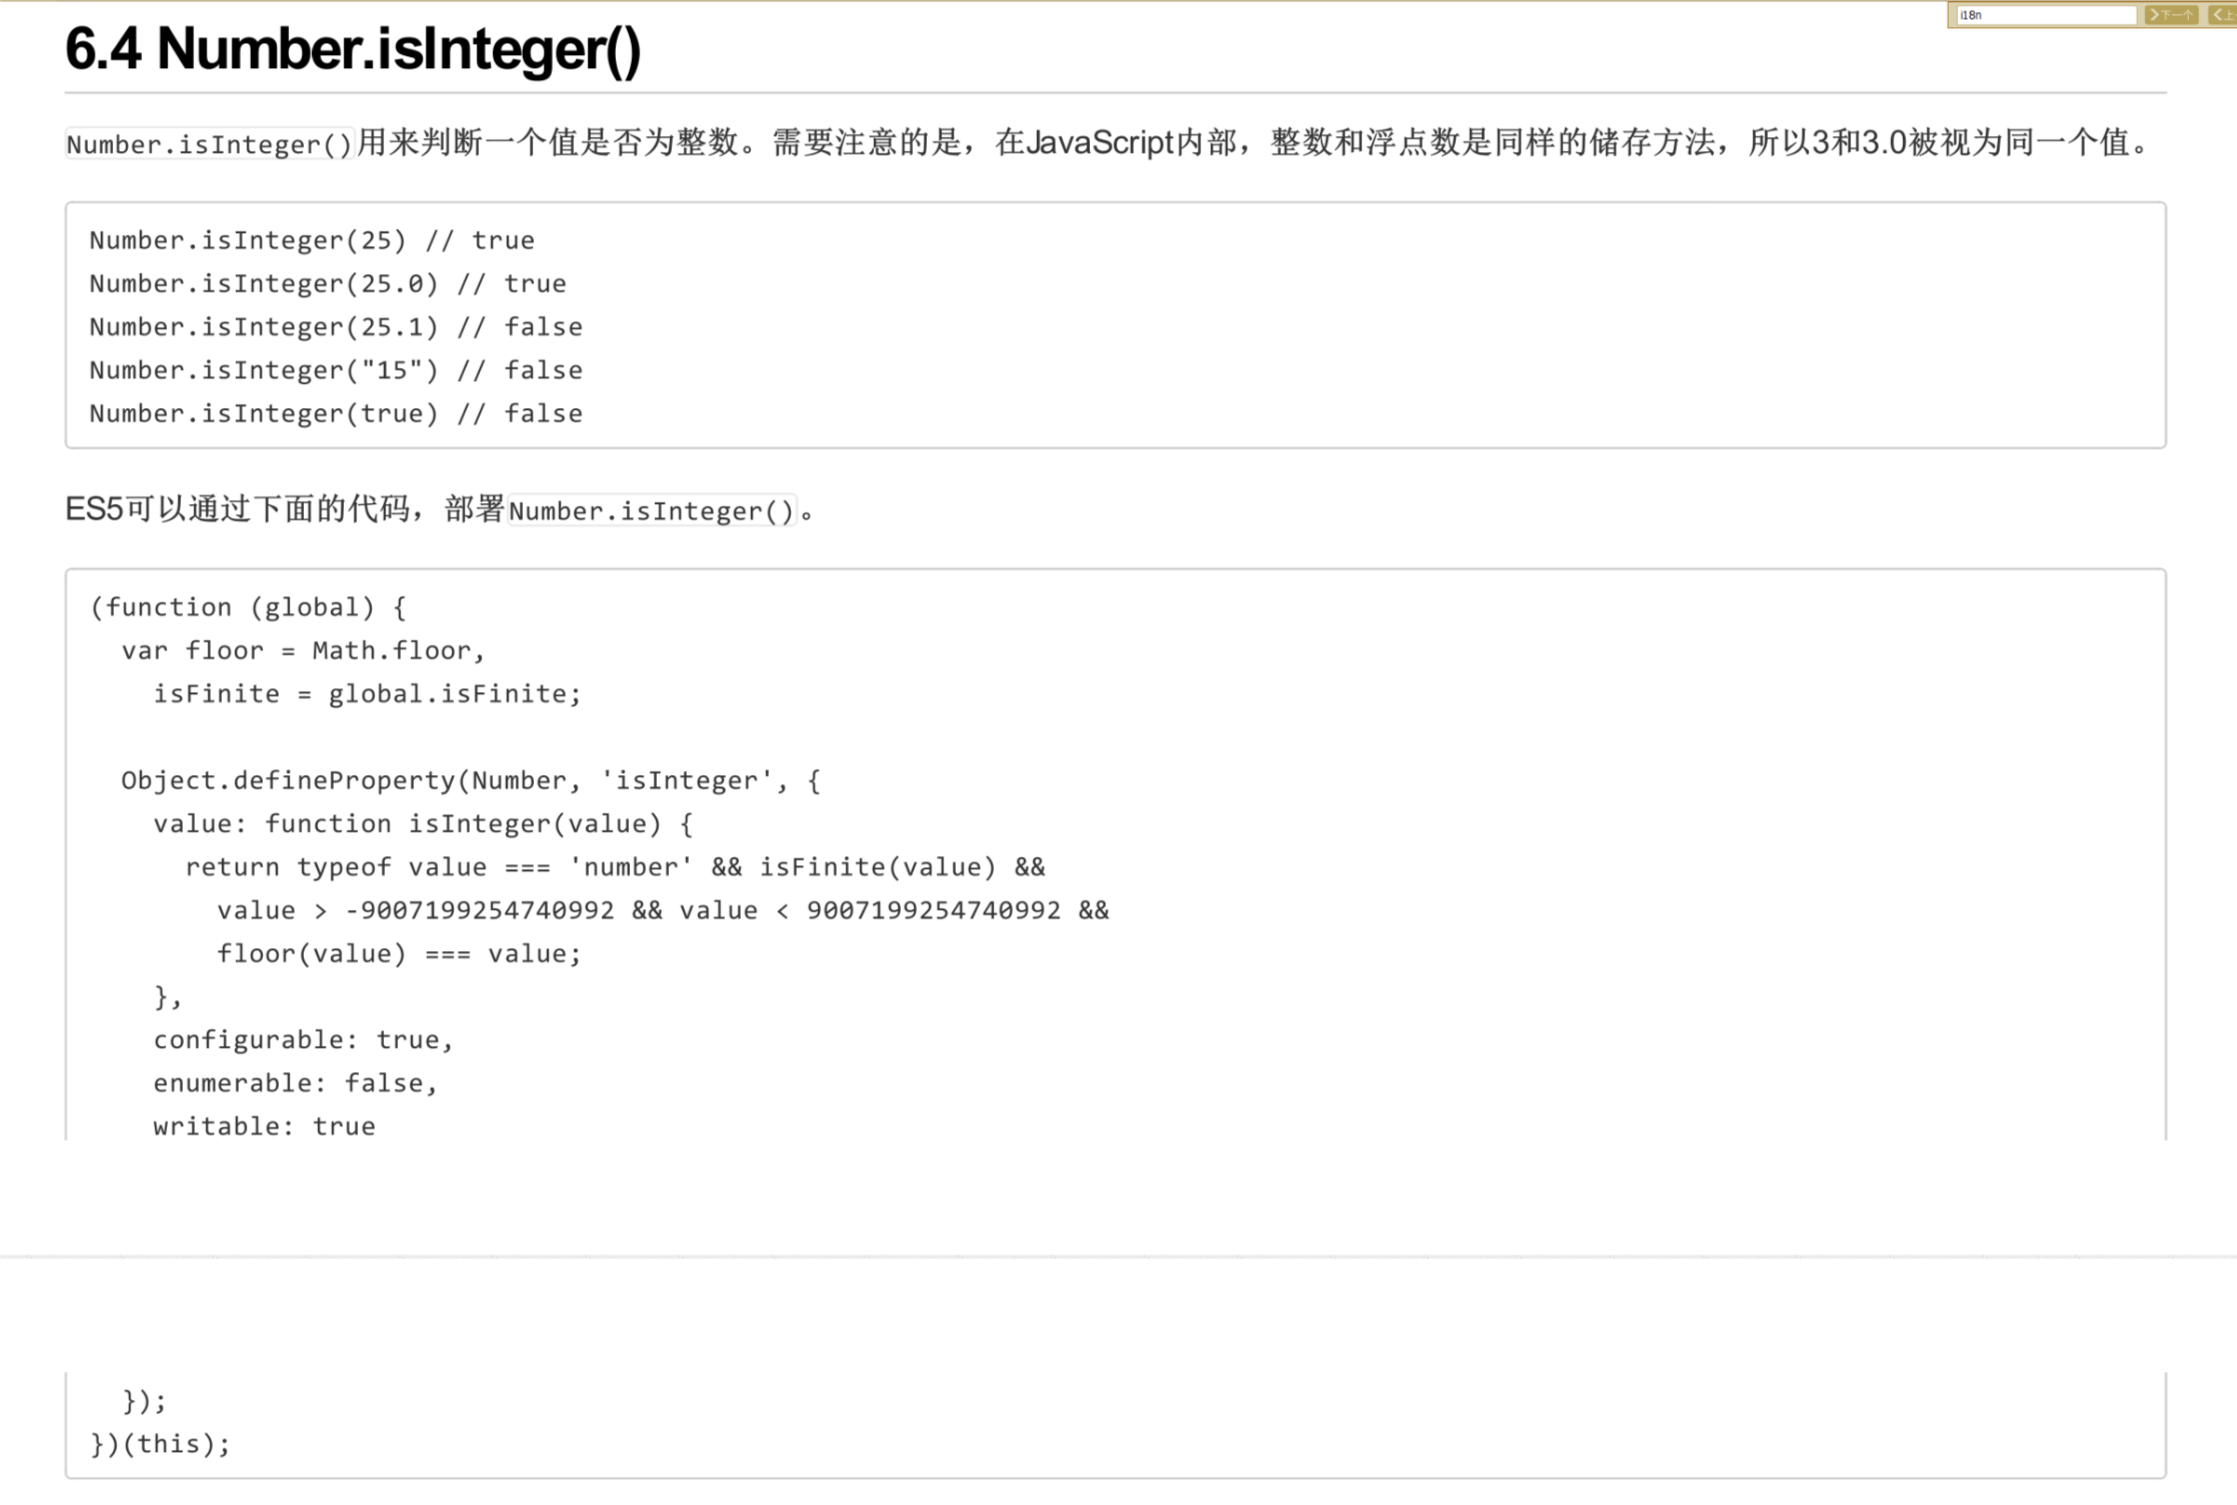 i18n
下一个
上
6.4 Number.isInteger()
Number.isInteger()用来判断一个值是否为整数。需要注意的是，在JavaScript内部，整数和浮点数是同样的储存方法，所以3和3.0被视为同一个值。
Number.isInteger(25) // true
Number.isInteger(25.0) // true
Number.isInteger(25.1) // false
Number.isInteger("15") // false
Number.isInteger(true) // false
ES5可以通过下面的代码，部署Number.isInteger()。
(function (global) {
  var floor = Math.floor,
    isFinite = global.isFinite;
  Object.defineProperty(Number, 'isInteger', {
    value: function isInteger(value) {
      return typeof value === 'number' && isFinite(value) &&
        value > -9007199254740992 && value < 9007199254740992 &&
        floor(value) === value;
    },
    configurable: true,
    enumerable: false,
    writable: true
  });
})(this);